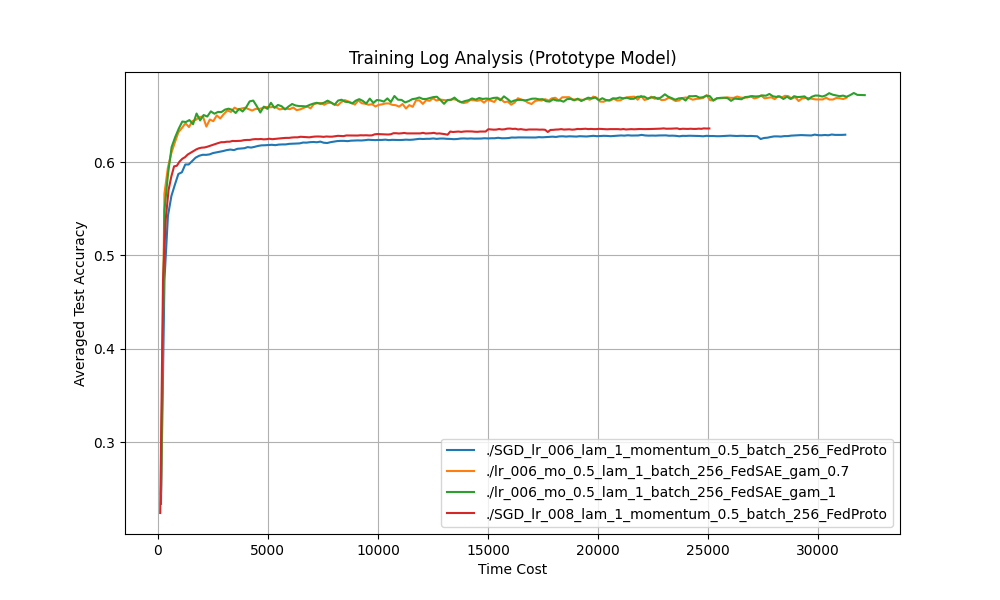 Training Log Analysis (Prototype Model)
Averaged Test Accuracy
0.6
0.5
0.4
0.3
./SGD_lr_006_lam_1_momentum_0.5_batch_256_FedProto
./lr_006_mo_0.5_lam_1_batch_256_FedSAE_gam_0.7
./lr_006_mo_0.5_lam_1_batch_256_FedSAE_gam_1
./SGD_lr_008_lam_1_momentum_0.5_batch_256_FedProto
0 5000 10000 15000 20000 25000 30000
Time Cost